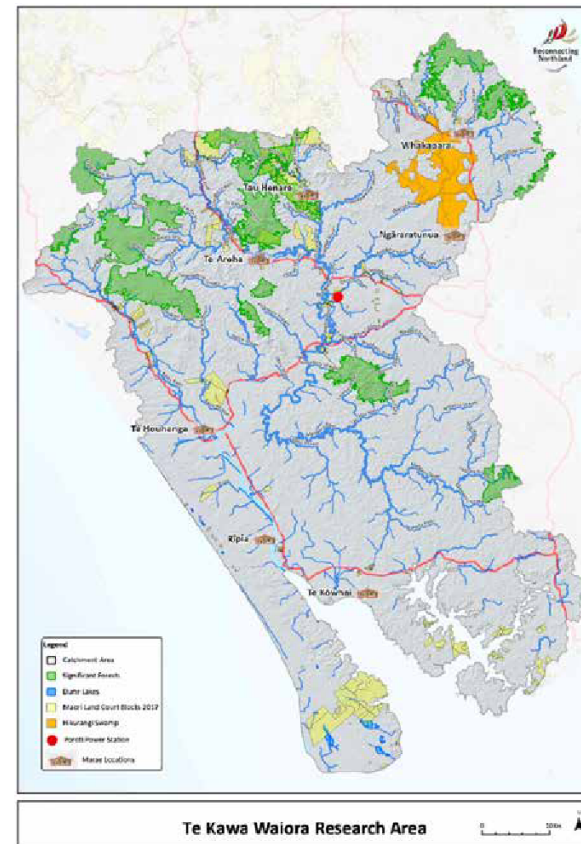 Reconnecting
Northland
Whakapara
Tau Henare
Ngāraratunua
Te Aroha
Te Houhanga
Ripia
Te Kōwhai
Legend
Catchment Area
Significant Forests
Dune Lakes
Maori Land Court Blocks 2017
Hikurangi Swamp
Power Station
Marae Locations
Te Kawa Waiora Research Area
0